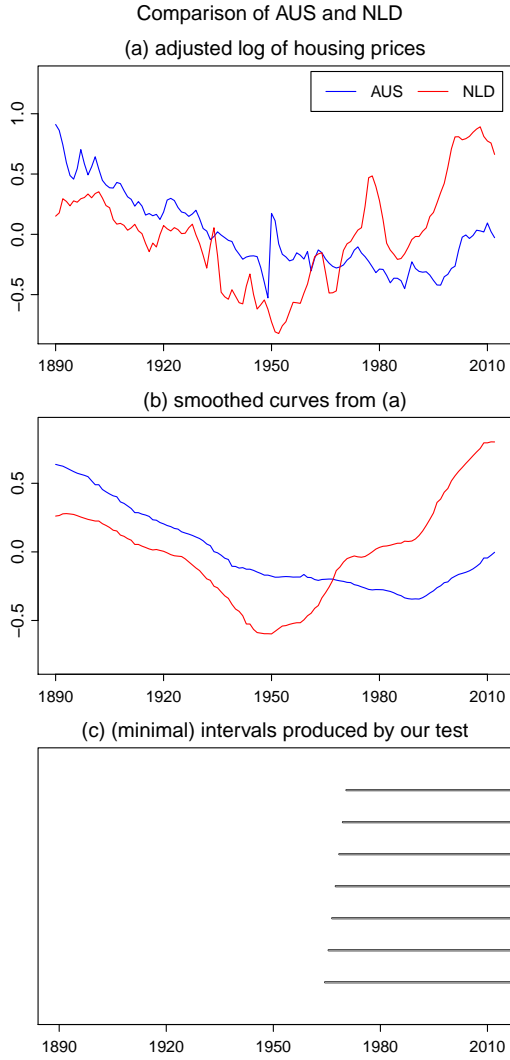 Comparison of AUS and NLD
(a) adjusted log of housing prices
AUS NLD
1.0
0.5
0.0
−0.5
1890 1920 1950 1980 2010
(b) smoothed curves from (a)
0.5
0.0
−0.5
1890 1920 1950 1980 2010
(c) (minimal) intervals produced by our test
1890 1920 1950 1980 2010